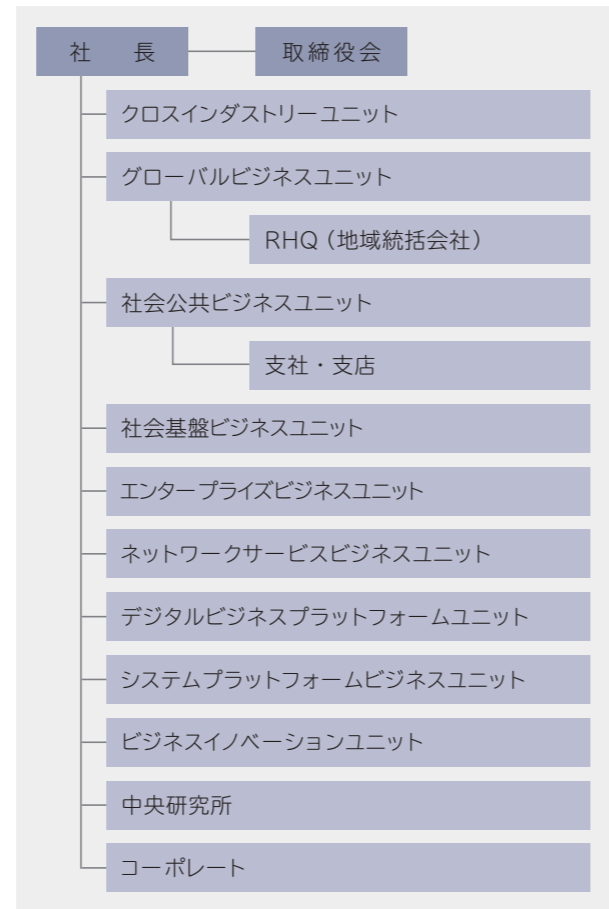 社　長
取締役会
クロスインダストリーユニット
グローバルビジネスユニット
RHQ（地域統括会社）
社会公共ビジネスユニット
支社・支店
社会基盤ビジネスユニット
エンタープライズビジネスユニット
ネットワークサービスビジネスユニット
デジタルビジネスプラットフォームユニット
システムプラットフォームビジネスユニット
ビジネスイノベーションユニット
中央研究所
コーポレート